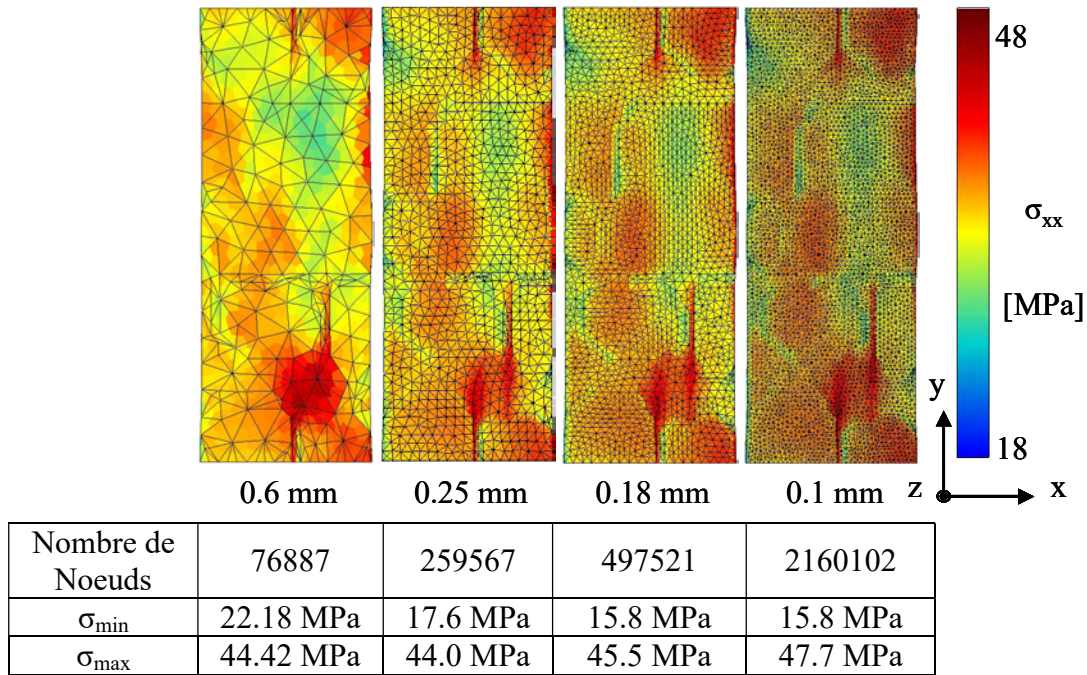 48
σxx
[MPa]
18
y
z
x
0.6 mm 0.25 mm 0.18 mm 0.1 mm
Nombre de Noeuds 76887 259567 497521 2160102
σmin 22.18 MPa 17.6 MPa 15.8 MPa 15.8 MPa
σmax 44.42 MPa 44.0 MPa 45.5 MPa 47.7 MPa